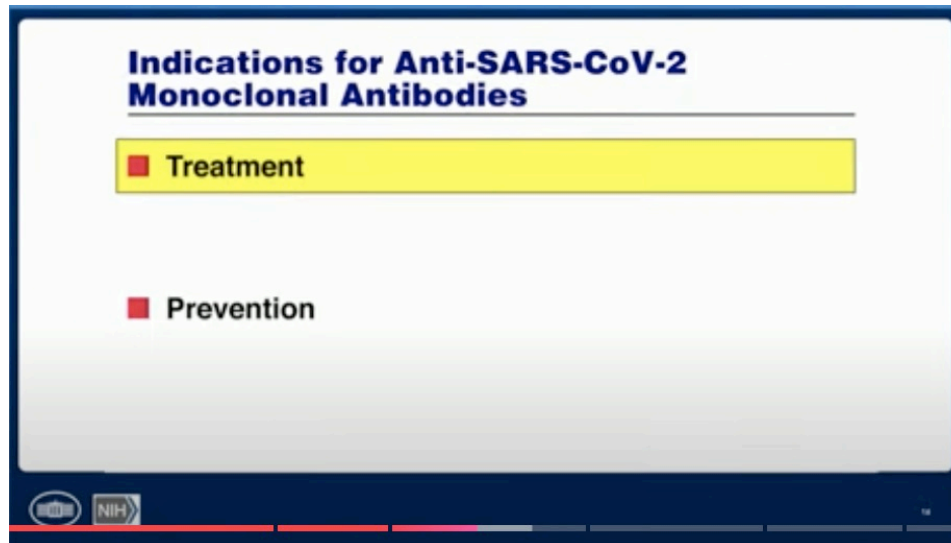 Indications for Anti-SARS-CoV-2
Monoclonal Antibodies
Treatment
Prevention
NIH